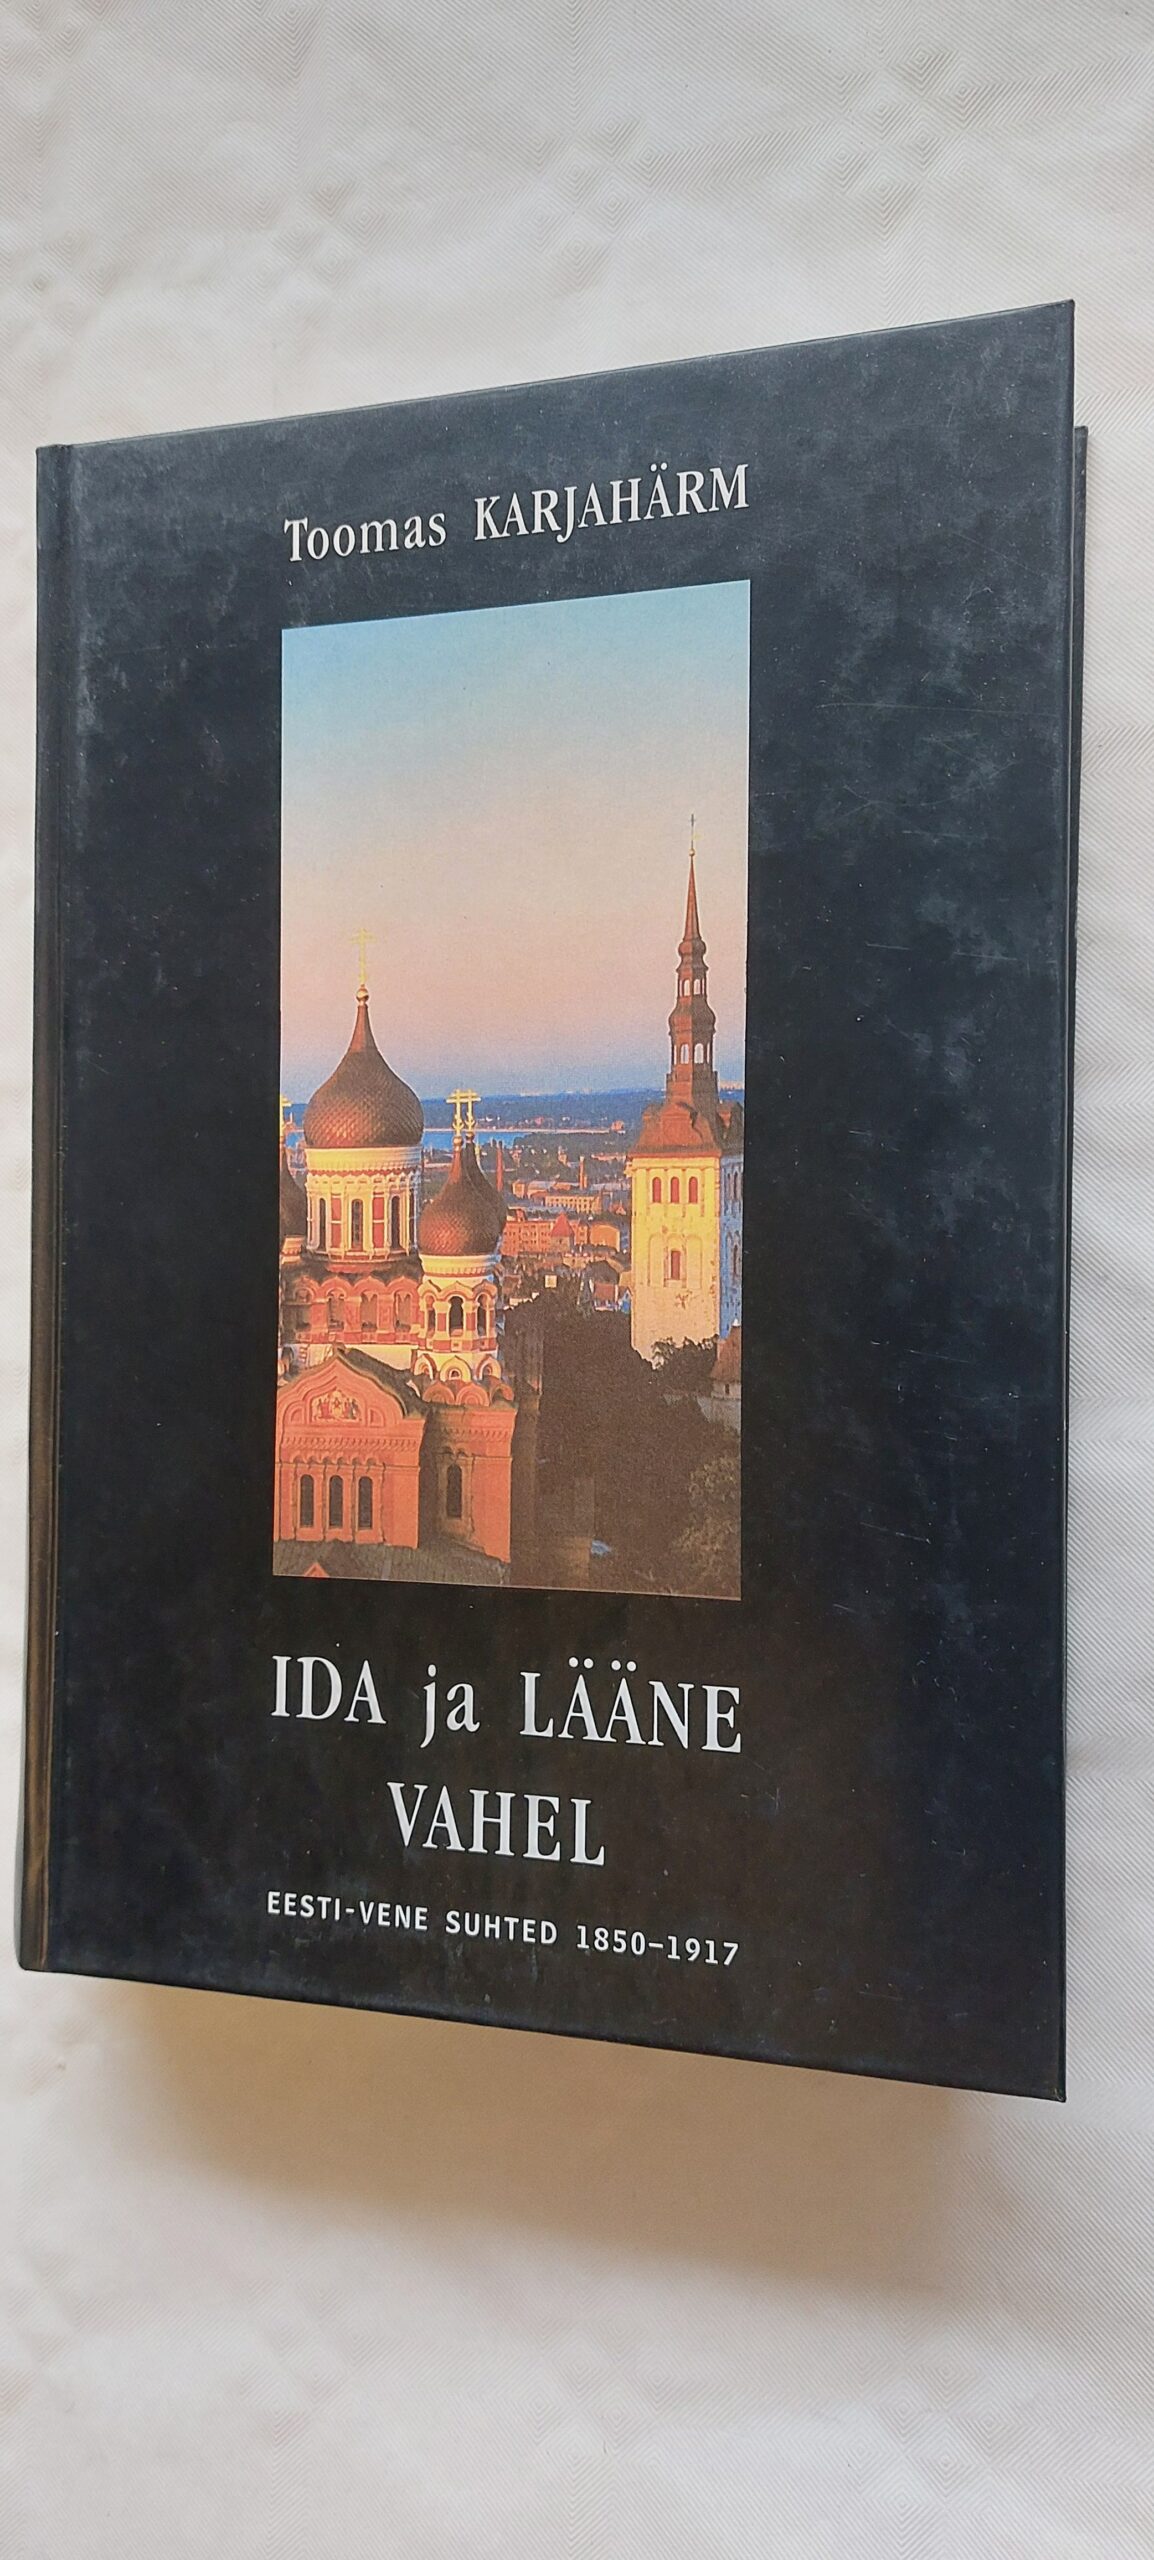 Toomas KARJAHÄRM
IDA ja LÄÄNE
VAHEL
EESTI-VENE SUHTED 1850–1917